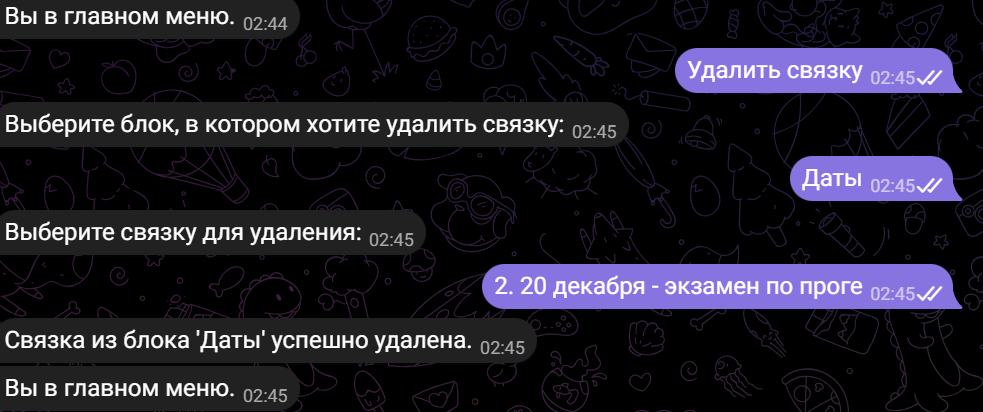 Вы в главном меню. 02:44
Удалить связку 02:45
Выберите блок, в котором хотите удалить связку: 02:45
Даты 02:45
Выберите связку для удаления: 02:45
2. 20 декабря - экзамен по проге 02:45
Связка из блока 'Даты' успешно удалена. 02:45
Вы в главном меню. 02:45